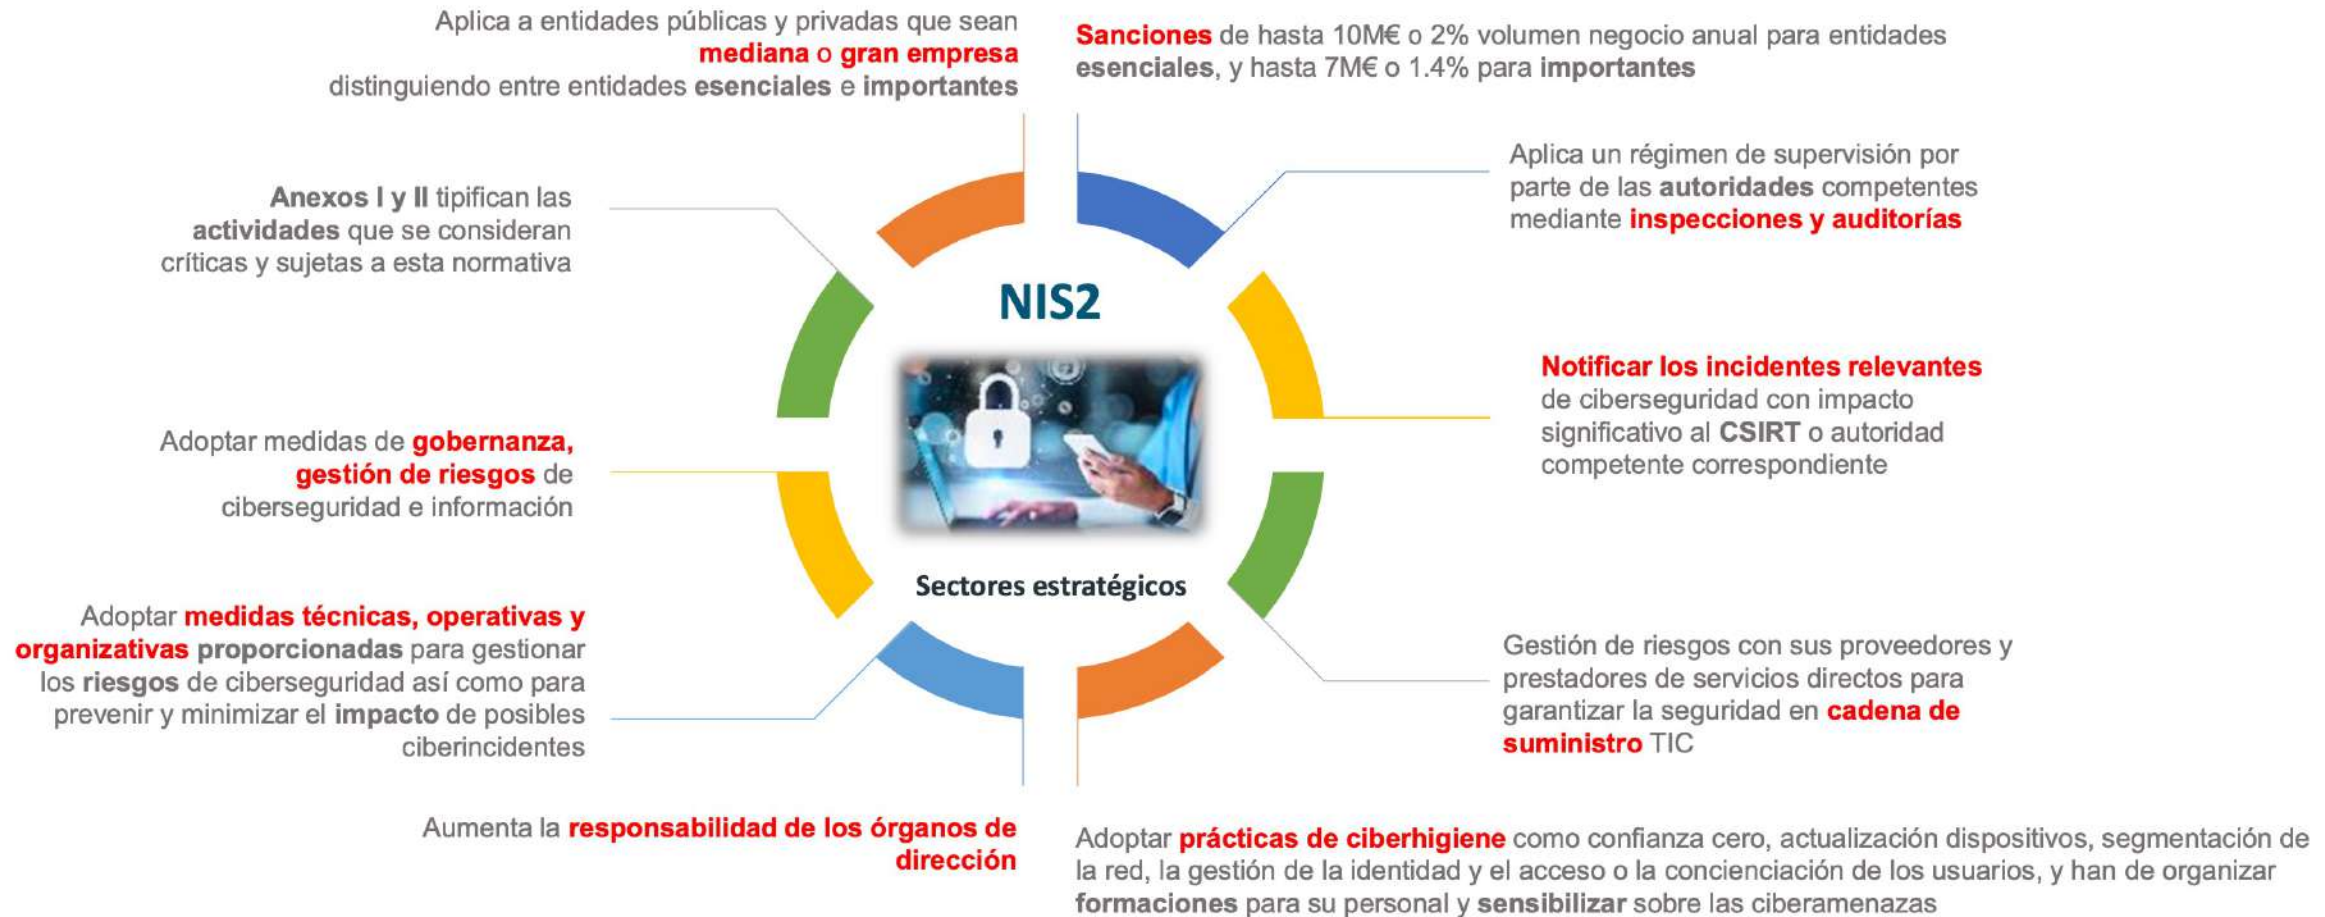 Aplica a entidades públicas y privadas que sean
mediana o gran empresa
distinguiendo entre entidades esenciales e importantes
Sanciones de hasta 10M€ o 2% volumen negocio anual para entidades
esenciales, y hasta 7M€ o 1.4% para importantes
Anexos I y II tipifican las
actividades que se consideran
críticas y sujetas a esta normativa
Aplica un régimen de supervisión por
parte de las autoridades competentes
mediante inspecciones y auditorías
NIS2
Notificar los incidentes relevantes
de ciberseguridad con impacto
significativo al CSIRT o autoridad
competente correspondiente
Adoptar medidas de gobernanza,
gestión de riesgos de
ciberseguridad e información
Sectores estratégicos
Adoptar medidas técnicas, operativas y
organizativas proporcionadas para gestionar
los riesgos de ciberseguridad así como para
prevenir y minimizar el impacto de posibles
ciberincidentes
Gestión de riesgos con sus proveedores y
prestadores de servicios directos para
garantizar la seguridad en cadena de
suministro TIC
Aumenta la responsabilidad de los órganos de
dirección
Adoptar prácticas de ciberhigiene como confianza cero, actualización dispositivos, segmentación de
la red, la gestión de la identidad y el acceso o la concienciación de los usuarios, y han de organizar
formaciones para su personal y sensibilizar sobre las ciberamenazas